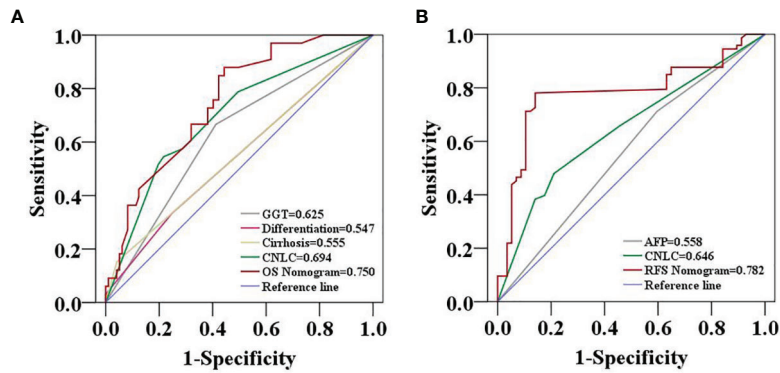 A
1.0
0.8
0.6
0.4
0.2
0.0
Sensitivity
GGT=0.625
Differentiation=0.547
Cirrhosis=0.555
CNLC=0.694
OS Nomogram=0.750
Reference line
0.0 0.2 0.4 0.6 0.8 1.0
1-Specificity
B
1.0
0.8
0.6
0.4
0.2
0.0
Sensitivity
AFP=0.558
CNLC=0.646
RFS Nomogram=0.782
Reference line
0.0 0.2 0.4 0.6 0.8 1.0
1-Specificity